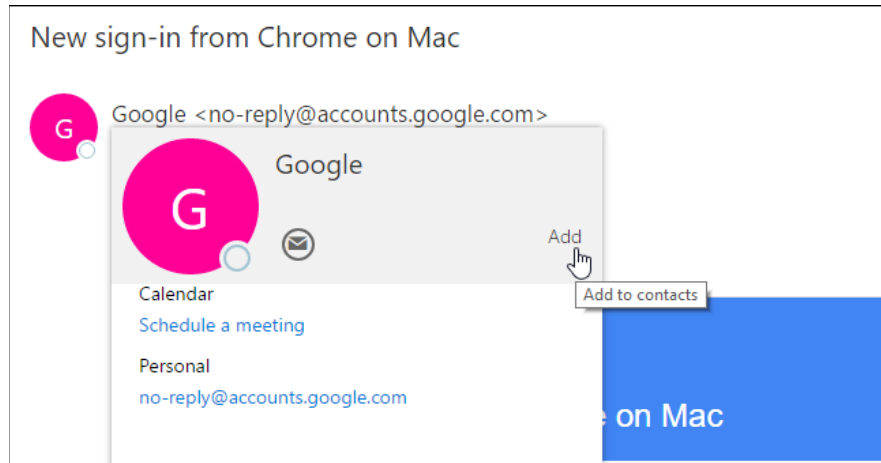 New sign-in from Chrome on Mac
G
Google <no-reply@accounts.google.com>
G
Google
Add
Add to contacts
Calendar
Schedule a meeting
Personal
no-reply@accounts.google.com
on Mac